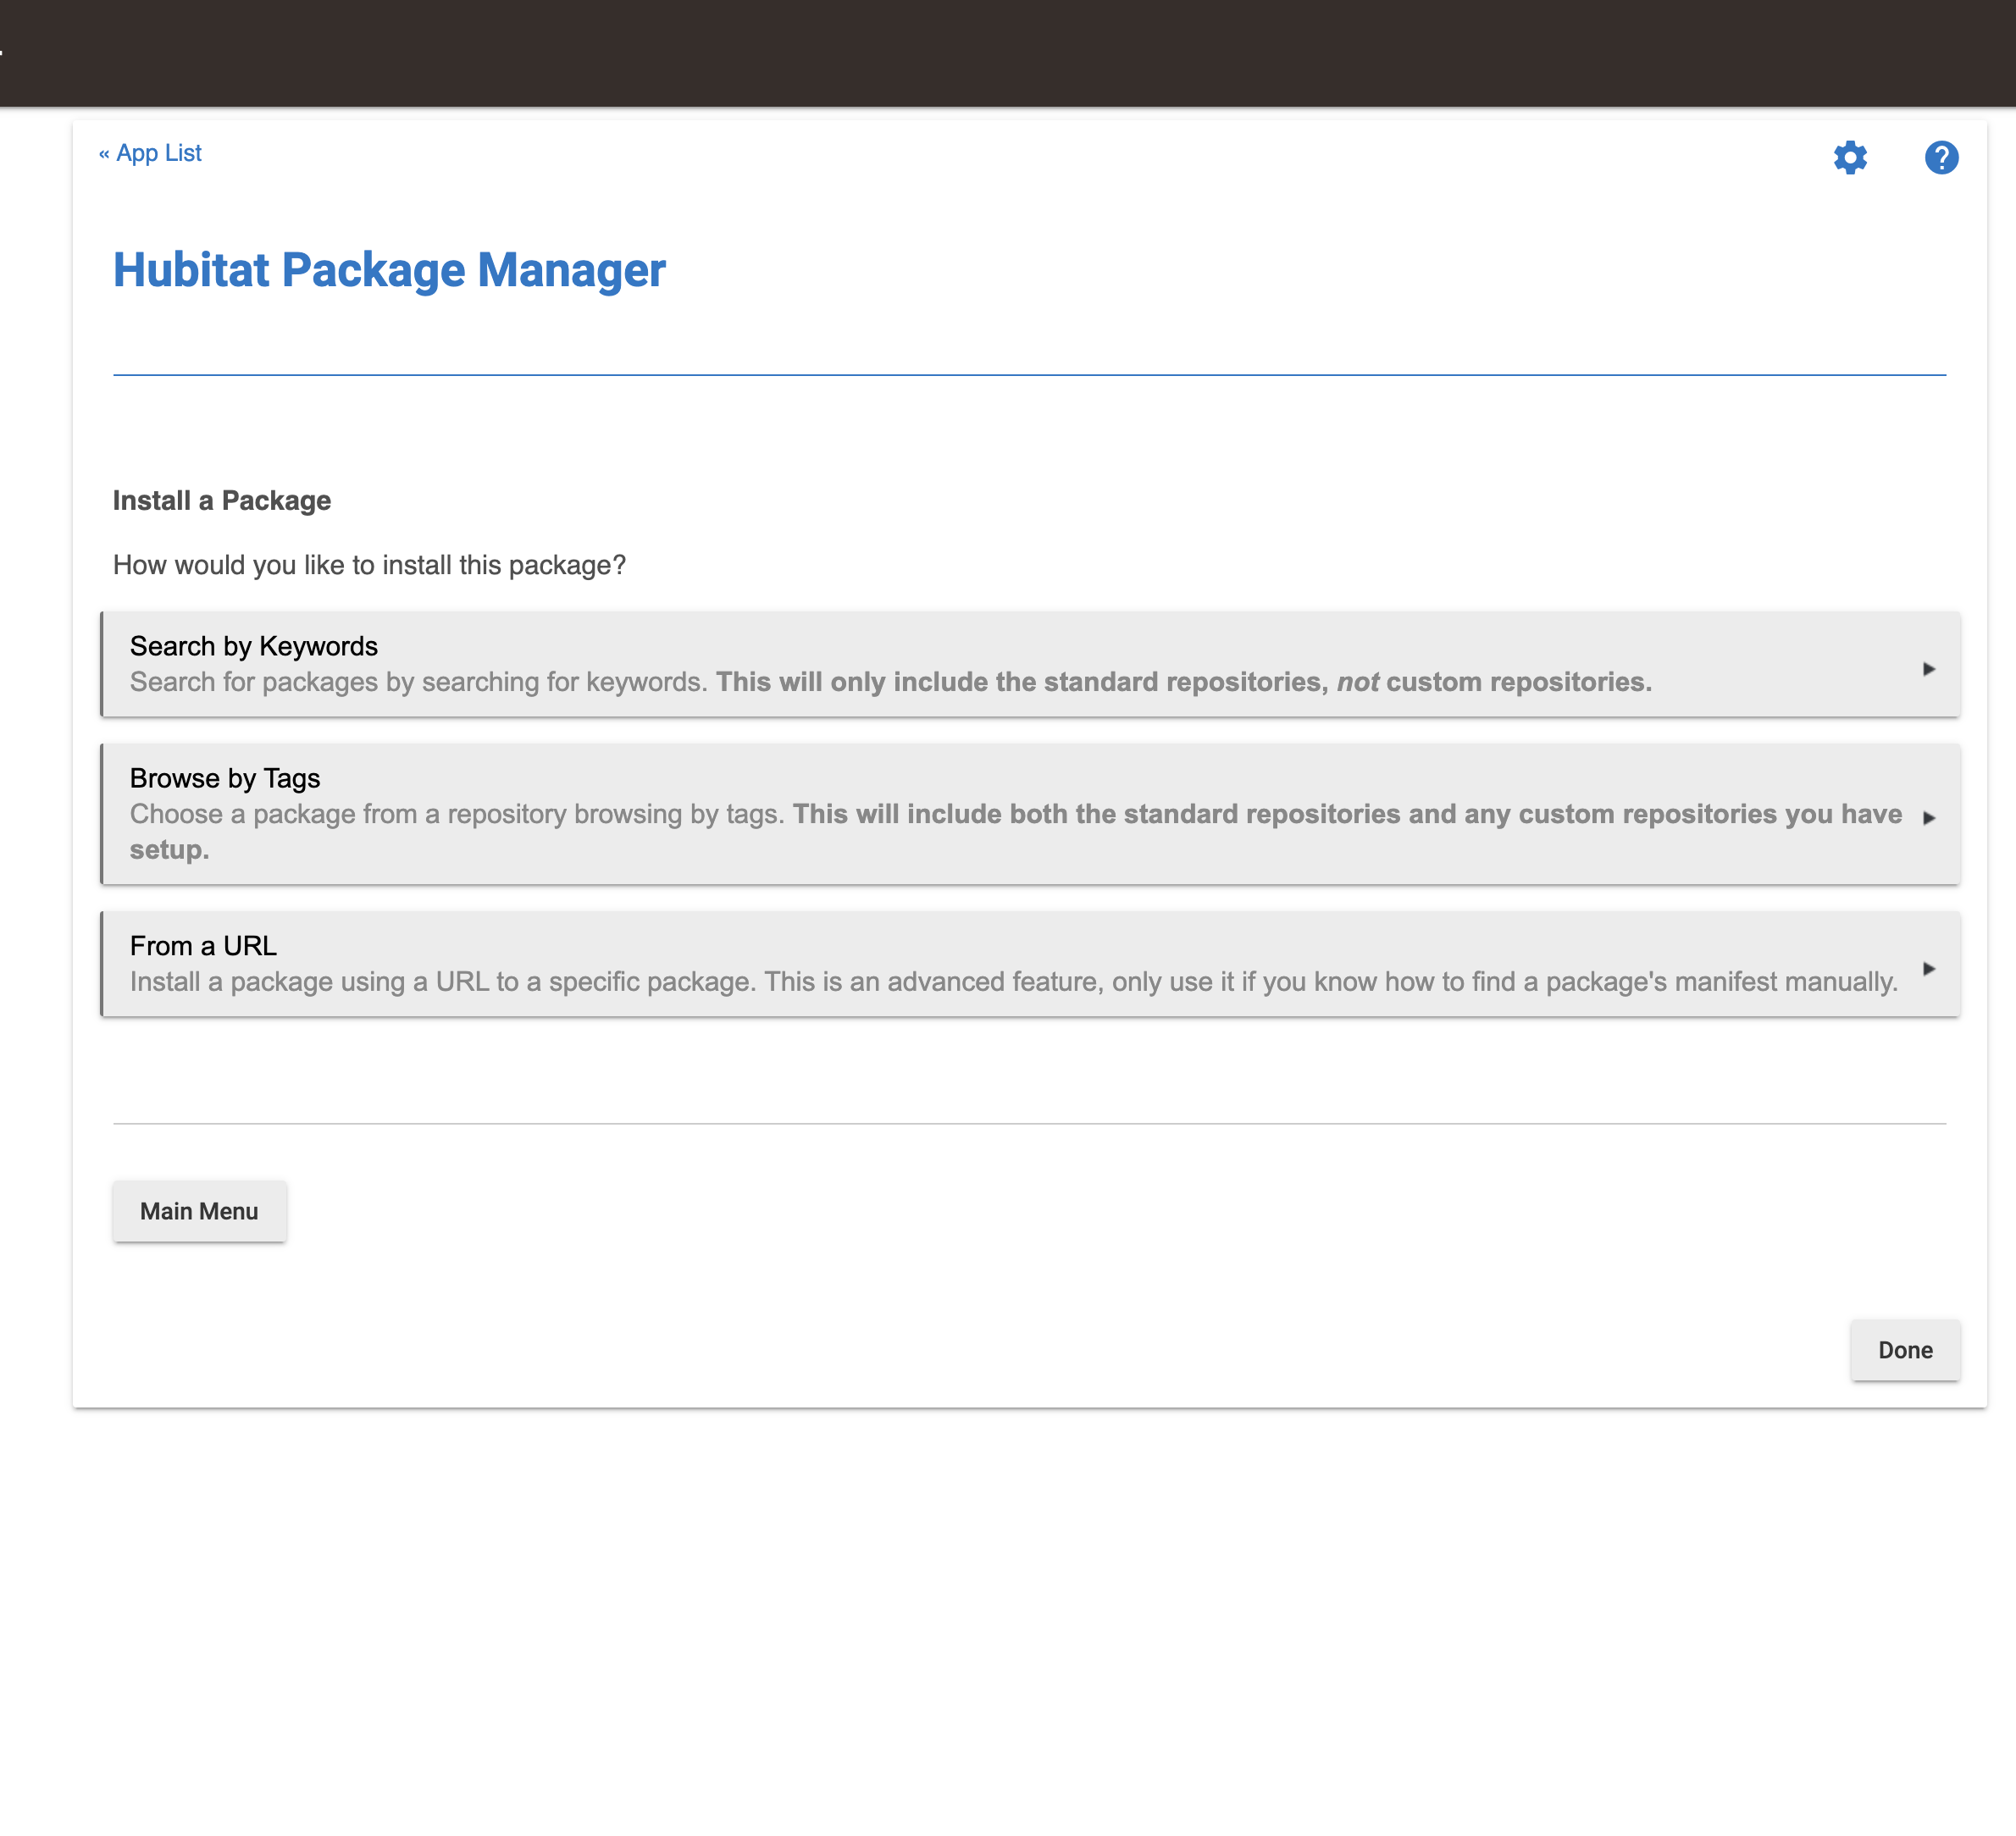 « App List
Hubitat Package Manager
Install a Package
How would you like to install this package?
Search by Keywords
Search for packages by searching for keywords. This will only include the standard repositories, not custom repositories.
Browse by Tags
Choose a package from a repository browsing by tags. This will include both the standard repositories and any custom repositories you have
setup.
From a URL
Install a package using a URL to a specific package. This is an advanced feature, only use it if you know how to find a package's manifest manually.
Main Menu
Done